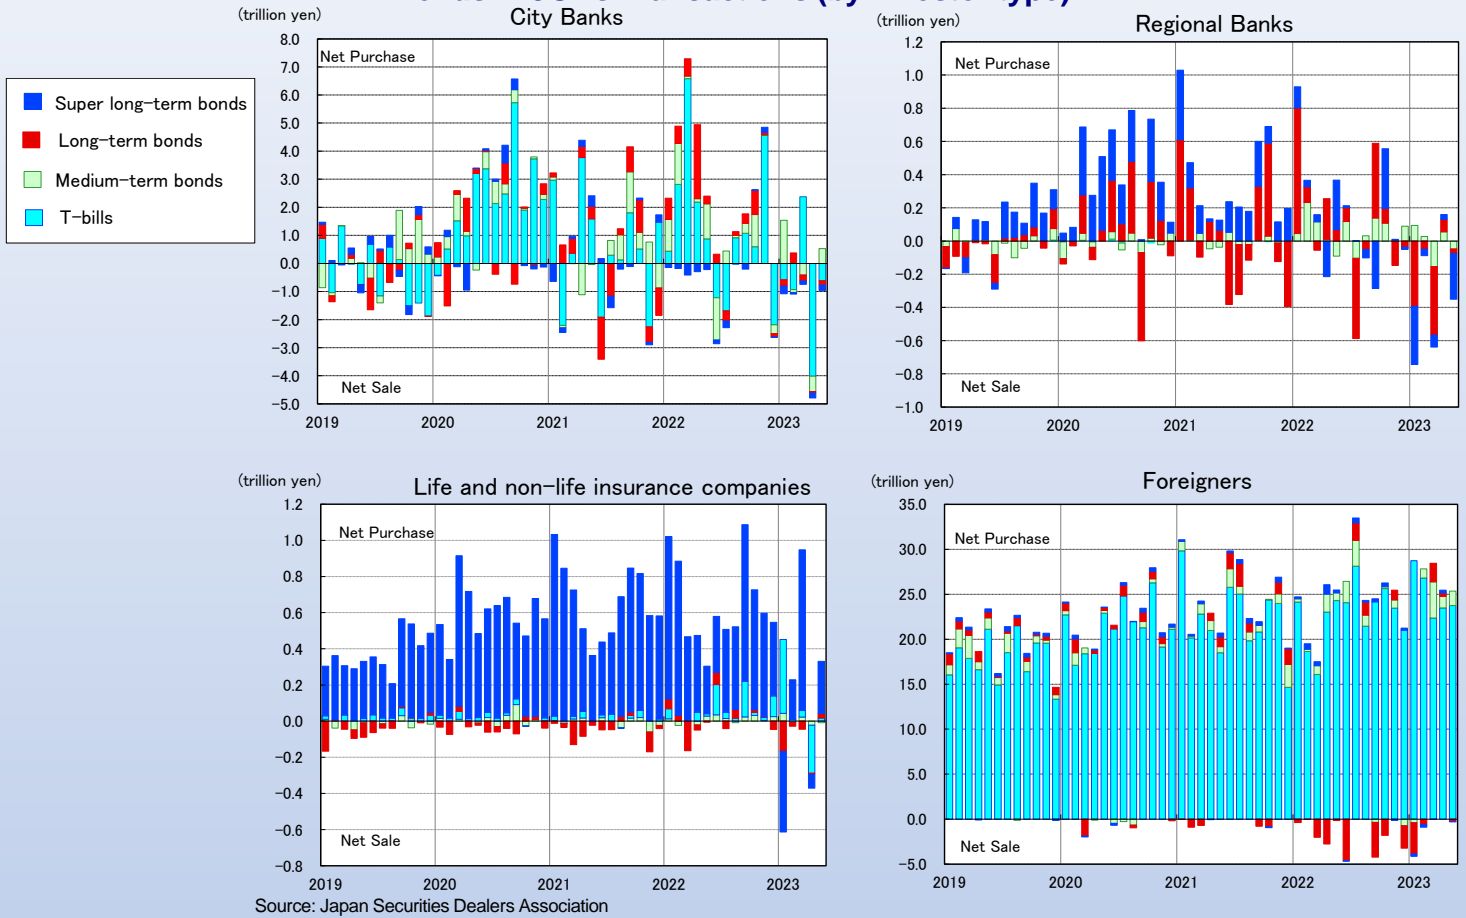 (by
type)
(trillion yen)
City Banks
8.0
7.0
6.0
5.0
4.0
3.0
2.0
1.0
0.0
−1.0
−2.0
−3.0
−4.0
−5.0
Net Purchase
Net Sale
2019 2020 2021 2022 2023
Super long−term bonds
Long−term bonds
Medium−term bonds
T−bills
(trillion yen)
Regional Banks
1.2
1.0
0.8
0.6
0.4
0.2
0.0
−0.2
−0.4
−0.6
−0.8
−1.0
Net Purchase
Net Sale
2019 2020 2021 2022 2023
(trillion yen)
Life and non−life insurance companies
1.2
1.0
0.8
0.6
0.4
0.2
0.0
−0.2
−0.4
−0.6
−0.8
Net Purchase
Net Sale
2019 2020 2021 2022 2023
(trillion yen)
Foreigners
35.0
30.0
25.0
20.0
15.0
10.0
5.0
0.0
−5.0
Net Purchase
Net Sale
2019 2020 2021 2022 2023
Source: Japan Securities Dealers Association